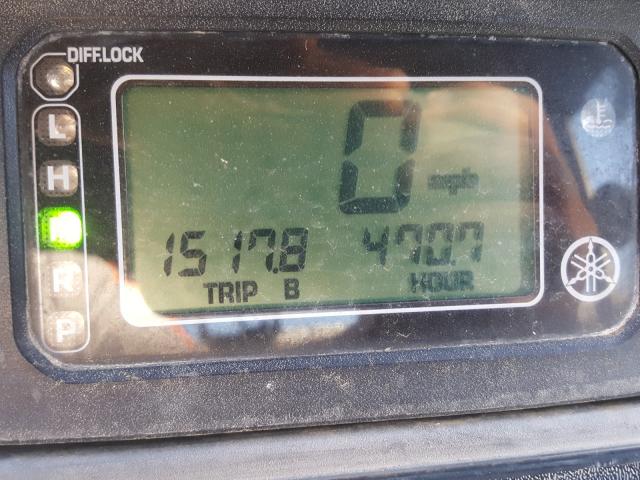 DIFF.LOCK
L
H
N
R
P
0 mph
1517.8 470.7
TRIP B HOUR